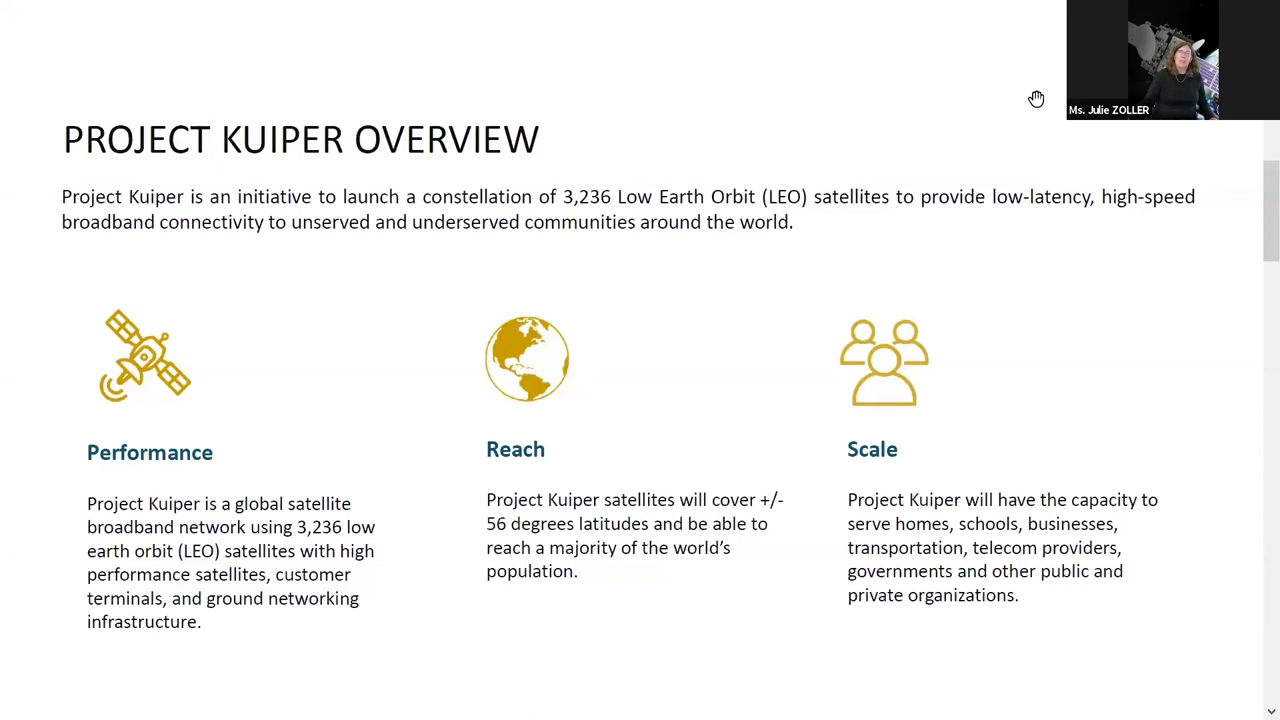 Ms. Julie ZOLLER
PROJECT KUIPER OVERVIEW
Project Kuiper is an initiative to launch a constellation of 3,236 Low Earth Orbit (LEO) satellites to provide low-latency, high-speed
broadband connectivity to unserved and underserved communities around the world.
Performance
Project Kuiper is a global satellite
broadband network using 3,236 low
earth orbit (LEO) satellites with high
performance satellites, customer
terminals, and ground networking
infrastructure.
Reach
Project Kuiper satellites will cover +/-
56 degrees latitudes and be able to
reach a majority of the world's
population.
Scale
Project Kuiper will have the capacity to
serve homes, schools, businesses,
transportation, telecom providers,
governments and other public and
private organizations.